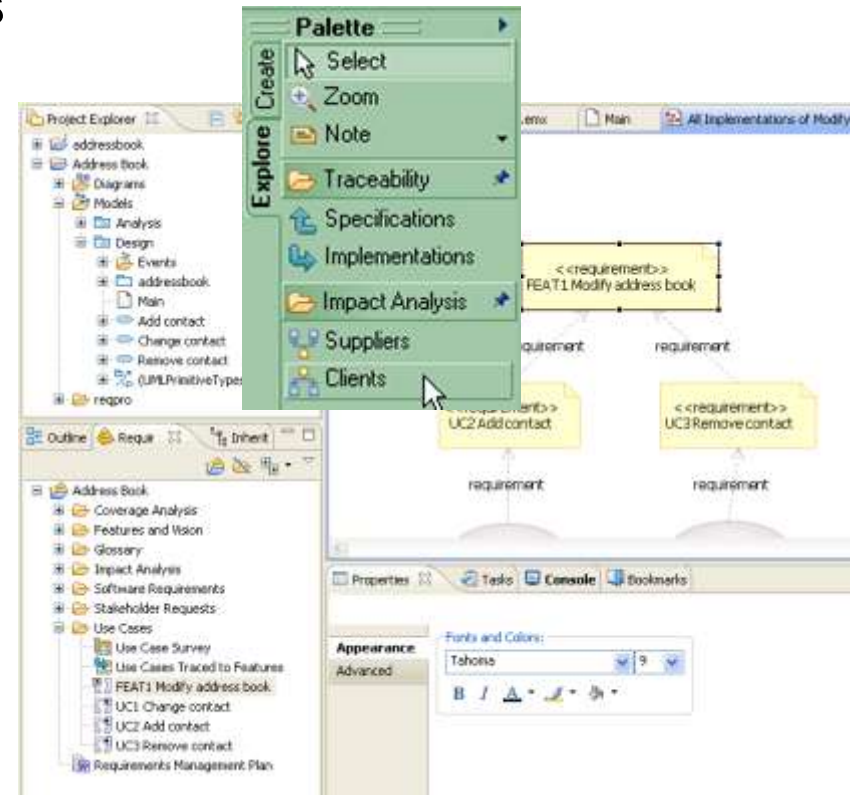 s
Palette
Create
Explore
Select
Zoom
Note
Traceability
Specifications
Implementations
Impact Analysis
Suppliers
Clients
Project Explorer
addressbook
Address Book
Diagrams
Models
Analysis
Design
Events
addressbook
Main
Add contact
Change contact
Remove contact
(UMLPrimitiveTypes
reqpro
.emx
Main
All Implementations of Modify
<<requirement>>
FEAT1 Modify address book
quirement
requirement
UC2 Add contact
<<requirement>>
UC3 Remove contact
requirement
requirement
Outline
Requir
Inherit
Address Book
Coverage Analysis
Features and Vision
Glossary
Impact Analysis
Software Requirements
Stakeholder Requests
Use Cases
Use Case Survey
Use Cases Traced to Features
FEAT1 Modify address book
UC1 Change contact
UC2 Add contact
UC3 Remove contact
Requirements Management Plan
Properties
Tasks
Console
Bookmarks
Appearance
Advanced
Fonts and Colors:
Tahoma
9
B I A